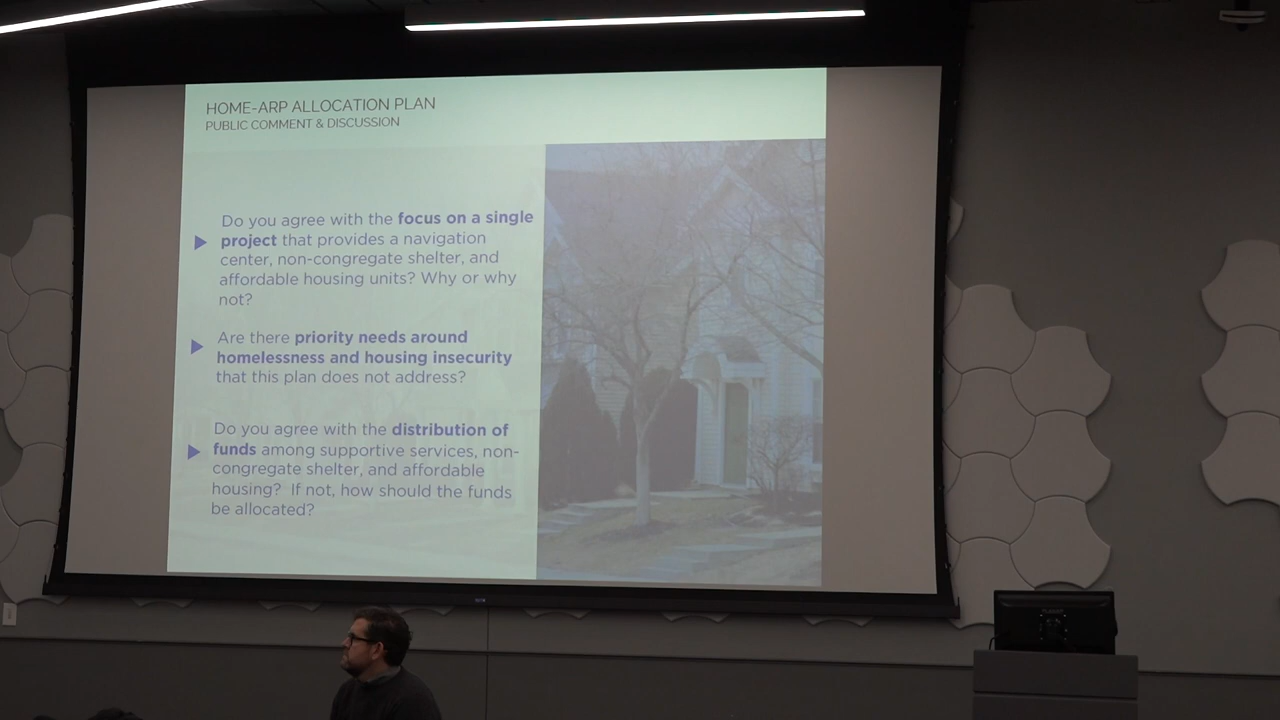 HOME-ARP ALLOCATION PLAN
PUBLIC COMMENT & DISCUSSION
Do you agree with the focus on a single
project that provides a navigation
center, non-congregate shelter, and
affordable housing units? Why or why
not?
Are there priority needs around
homelessness and housing insecurity
that this plan does not address?
Do you agree with the distribution of
funds among supportive services, non-
congregate shelter, and affordable
housing? If not, how should the funds
be allocated?